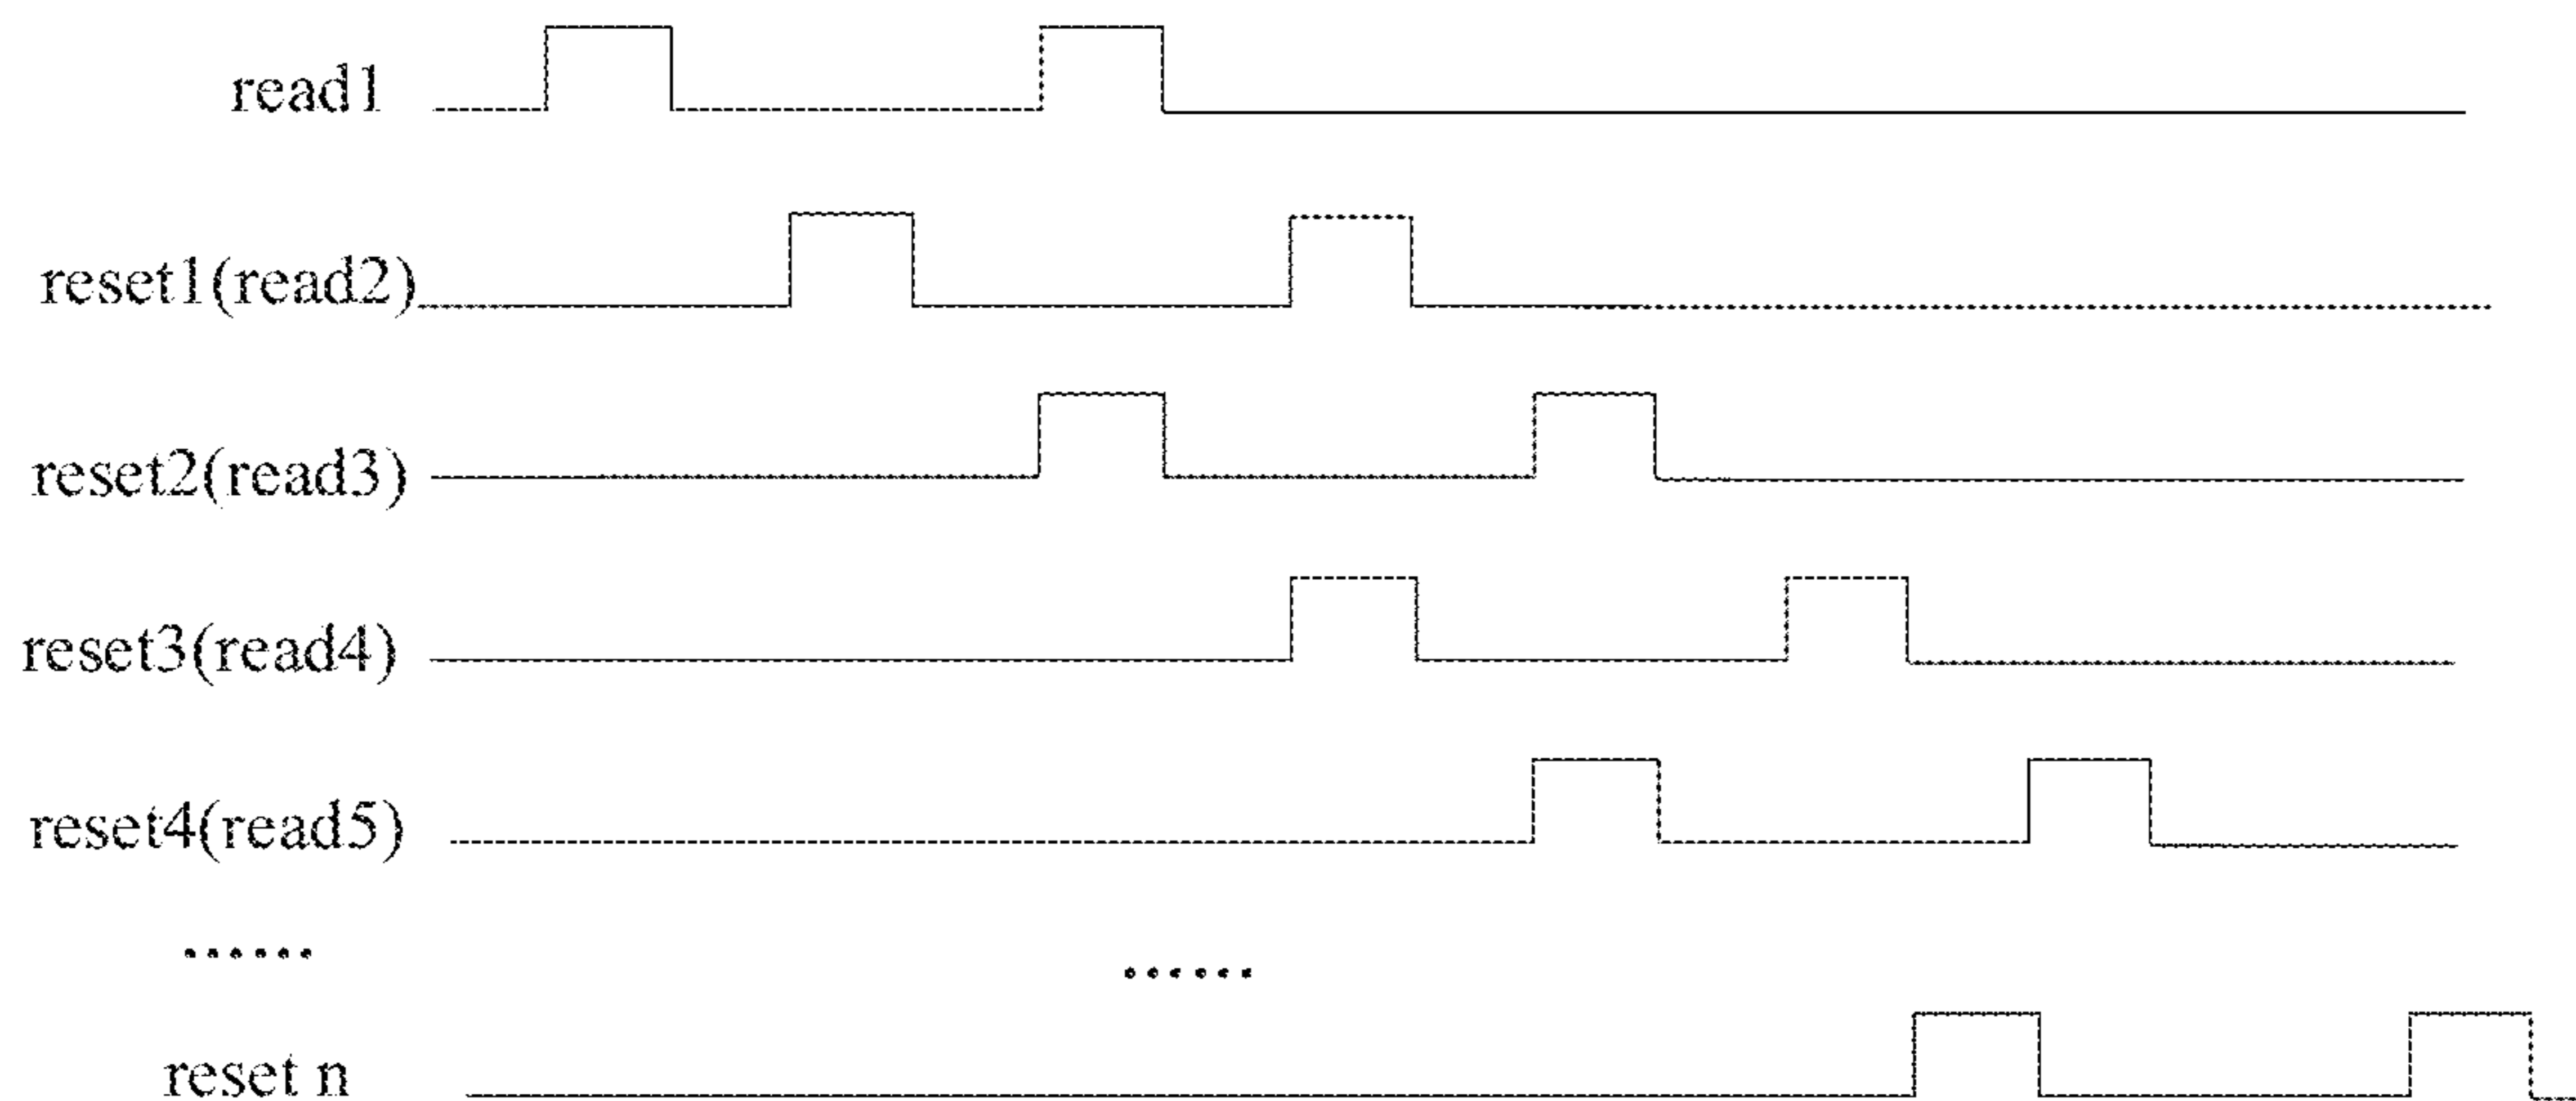 read1
reset1(read2)
reset2(read3)
reset3(read4)
reset4(read5)
...... ......
reset n